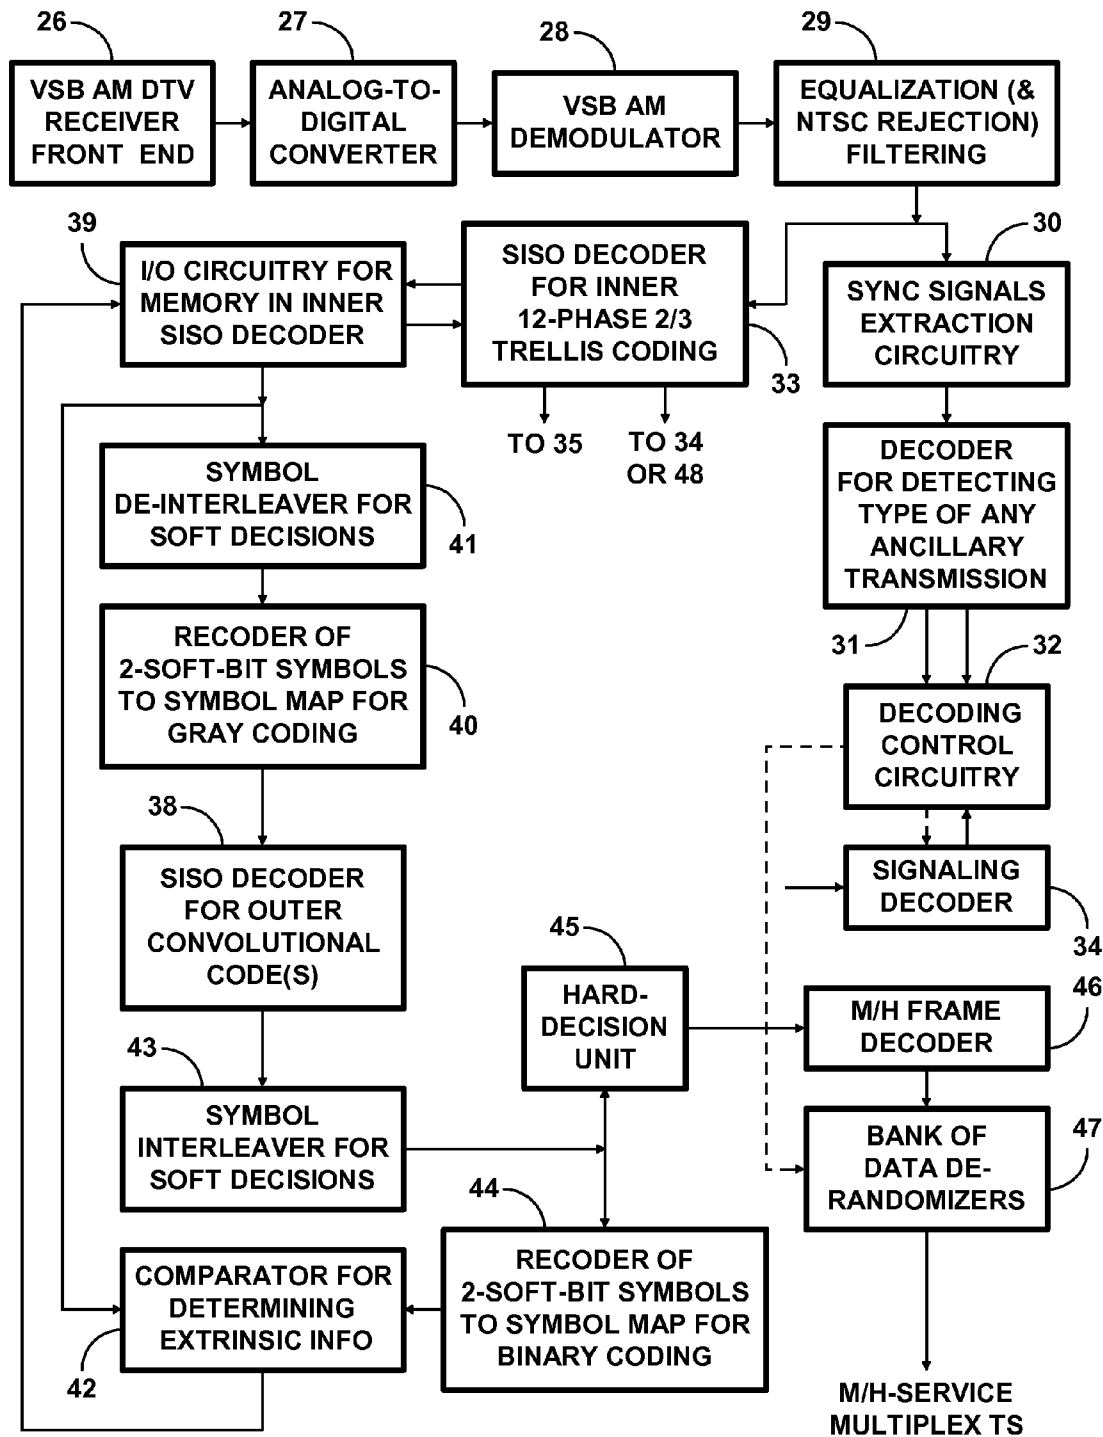 26
27
28
29
VSB AM DTV
RECEIVER
FRONT END
ANALOG-TO-
DIGITAL
CONVERTER
VSB AM
DEMODULATOR
EQUALIZATION (&
NTSC REJECTION)
FILTERING
39
I/O CIRCUITRY FOR
MEMORY IN INNER
SISO DECODER
SISO DECODER
FOR INNER
12-PHASE 2/3
TRELLIS CODING
33
30
SYNC SIGNALS
EXTRACTION
CIRCUITRY
TO 35
TO 34
OR 48
SYMBOL
DE-INTERLEAVER FOR
SOFT DECISIONS
41
DECODER
FOR DETECTING
TYPE OF ANY
ANCILLARY
TRANSMISSION
31
32
RECODER OF
2-SOFT-BIT SYMBOLS
TO SYMBOL MAP FOR
GRAY CODING
40
DECODING
CONTROL
CIRCUITRY
38
SISO DECODER
FOR OUTER
CONVOLUTIONAL
CODE(S)
SIGNALING
DECODER
34
45
HARD-
DECISION
UNIT
46
M/H FRAME
DECODER
43
SYMBOL
INTERLEAVER FOR
SOFT DECISIONS
BANK OF
DATA DE-
RANDOMIZERS
47
44
RECODER OF
2-SOFT-BIT SYMBOLS
TO SYMBOL MAP FOR
BINARY CODING
COMPARATOR FOR
DETERMINING
EXTRINSIC INFO
42
M/H-SERVICE
MULTIPLEX TS